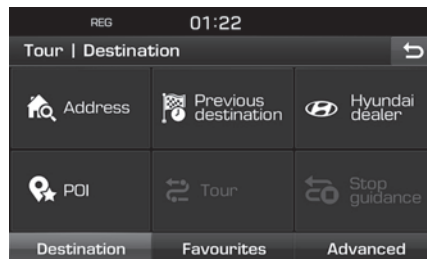 REG 01:22
Tour | Destination
Address
Previous
destination
Hyundai
dealer
POI
Tour
Stop
guidance
Destination Favourites Advanced